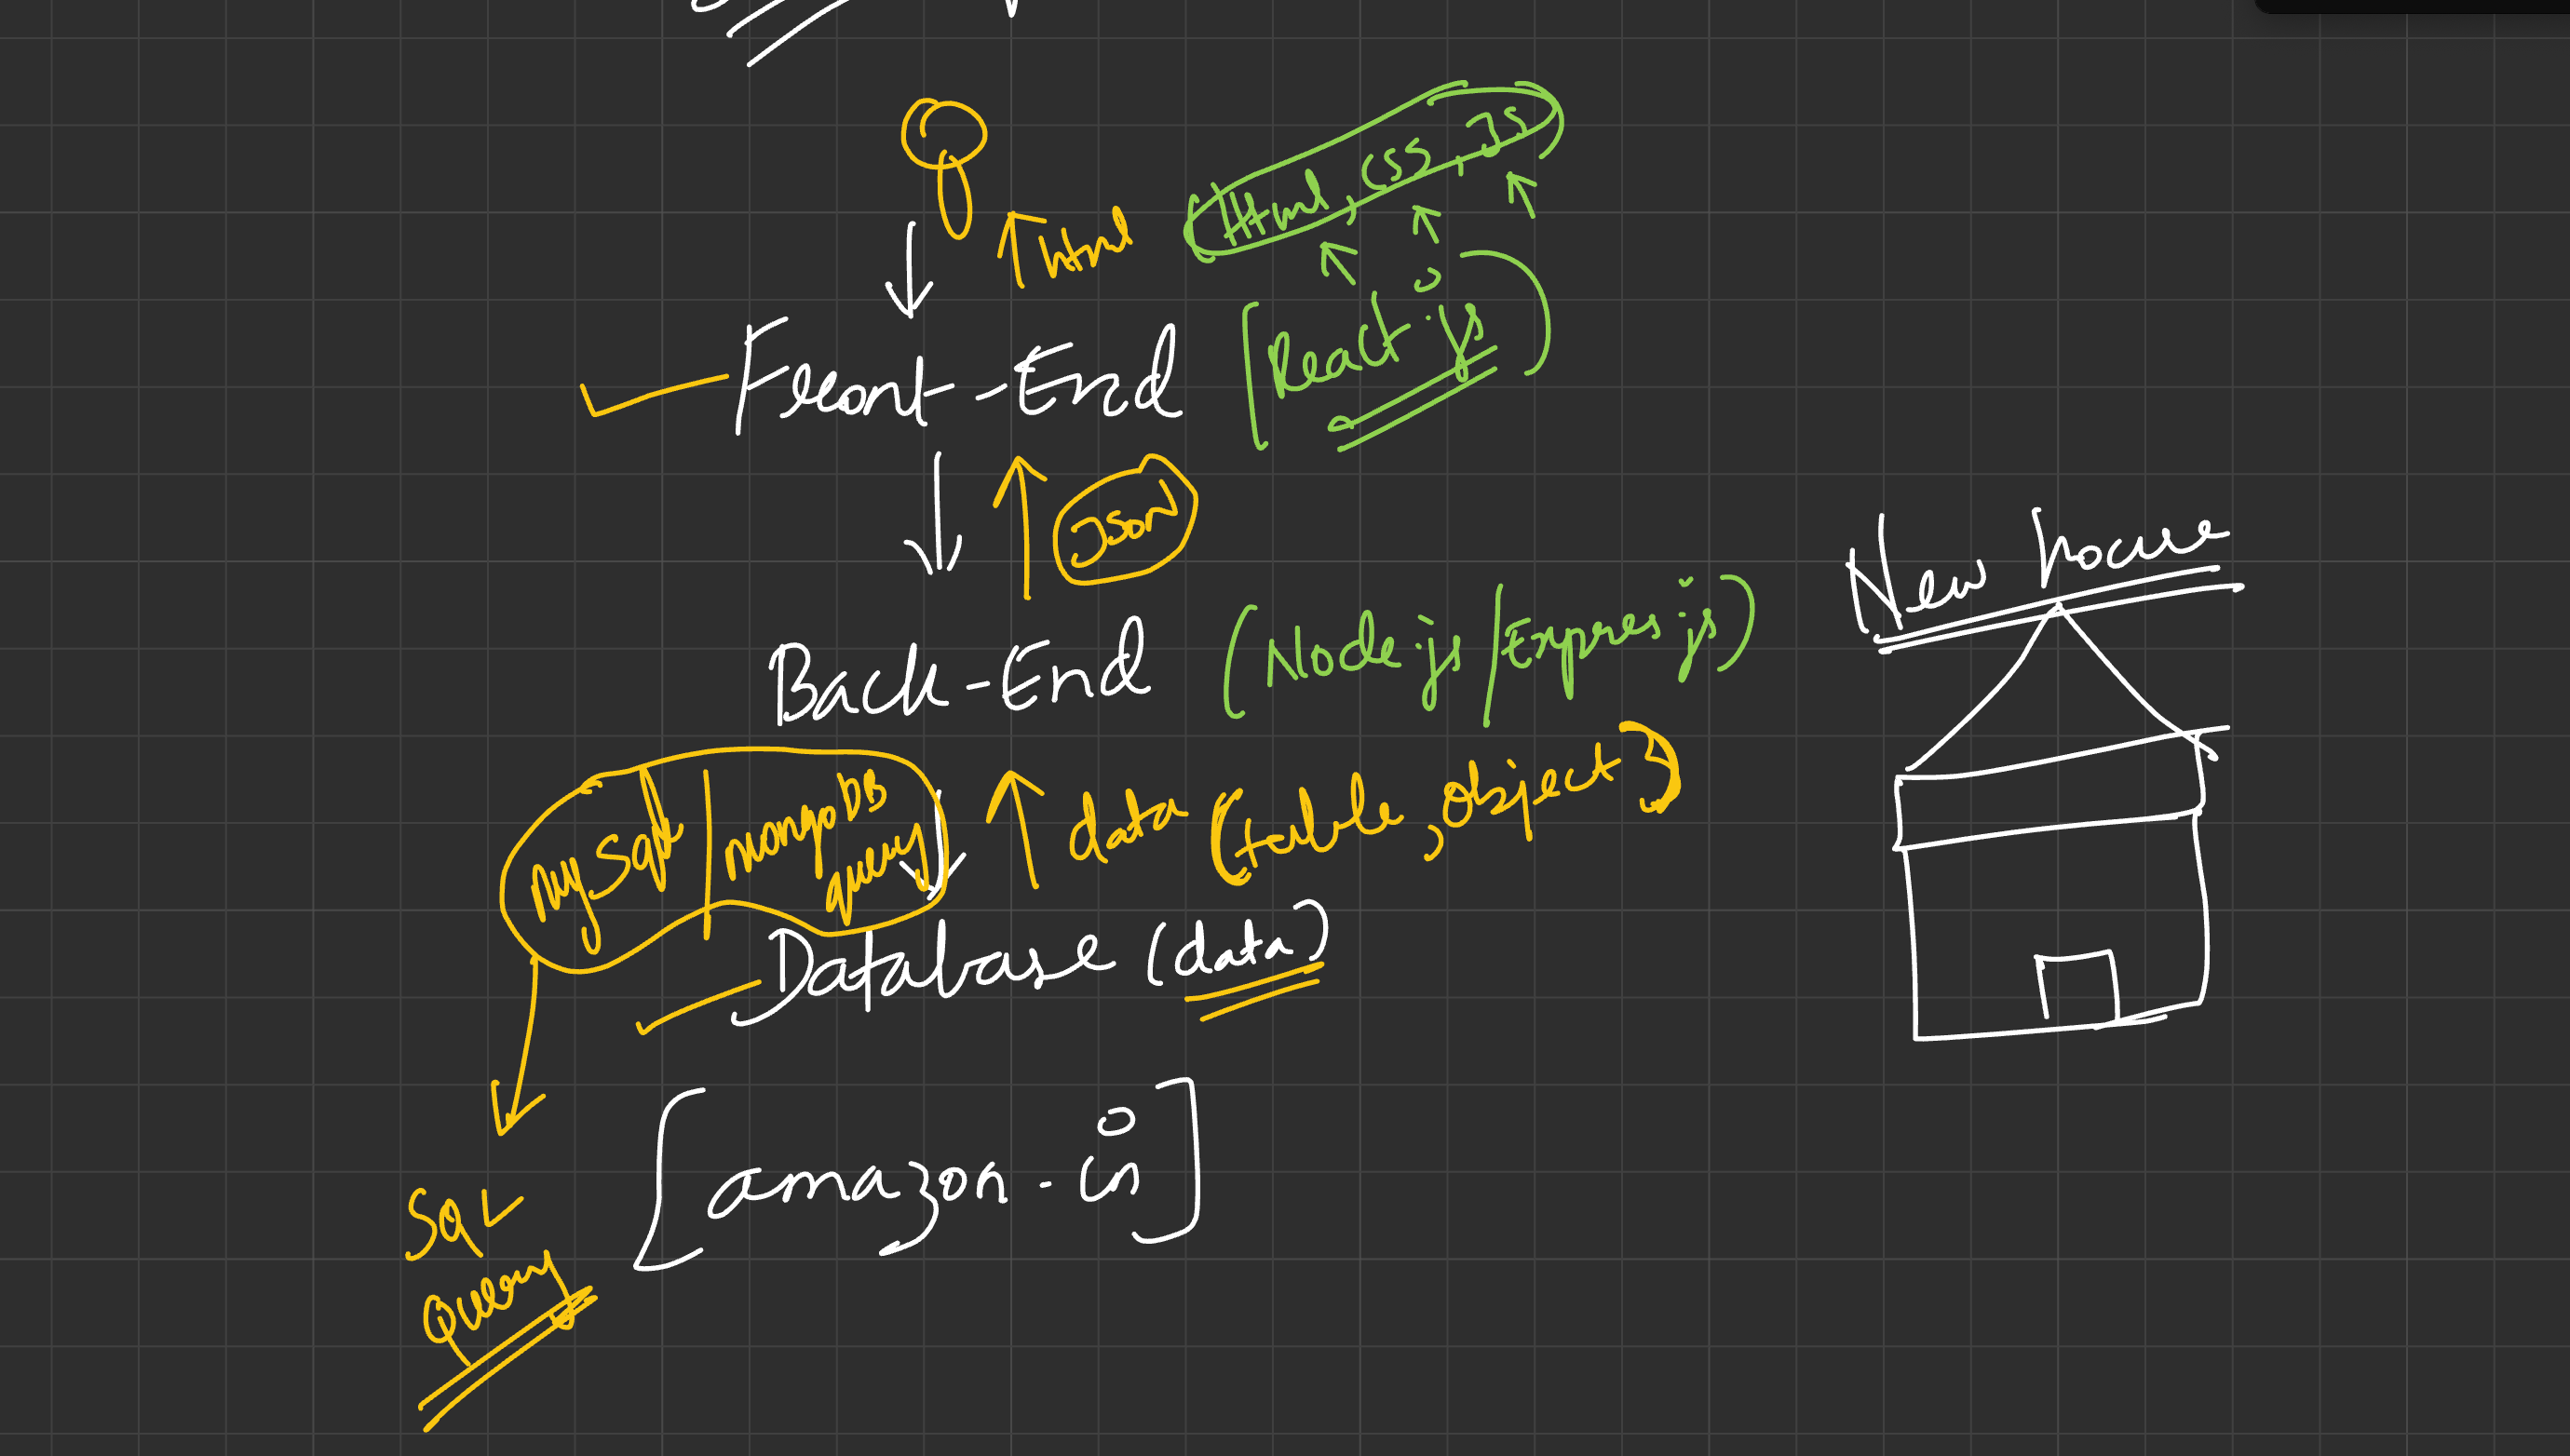 Html, CSS, JS
html
React.js
Front-End
Json
New house
Back-End (Node js/Express js)
mysql | mongoDB query
data (table, object)
Database (data)
[amazon.in]
SQL
Query